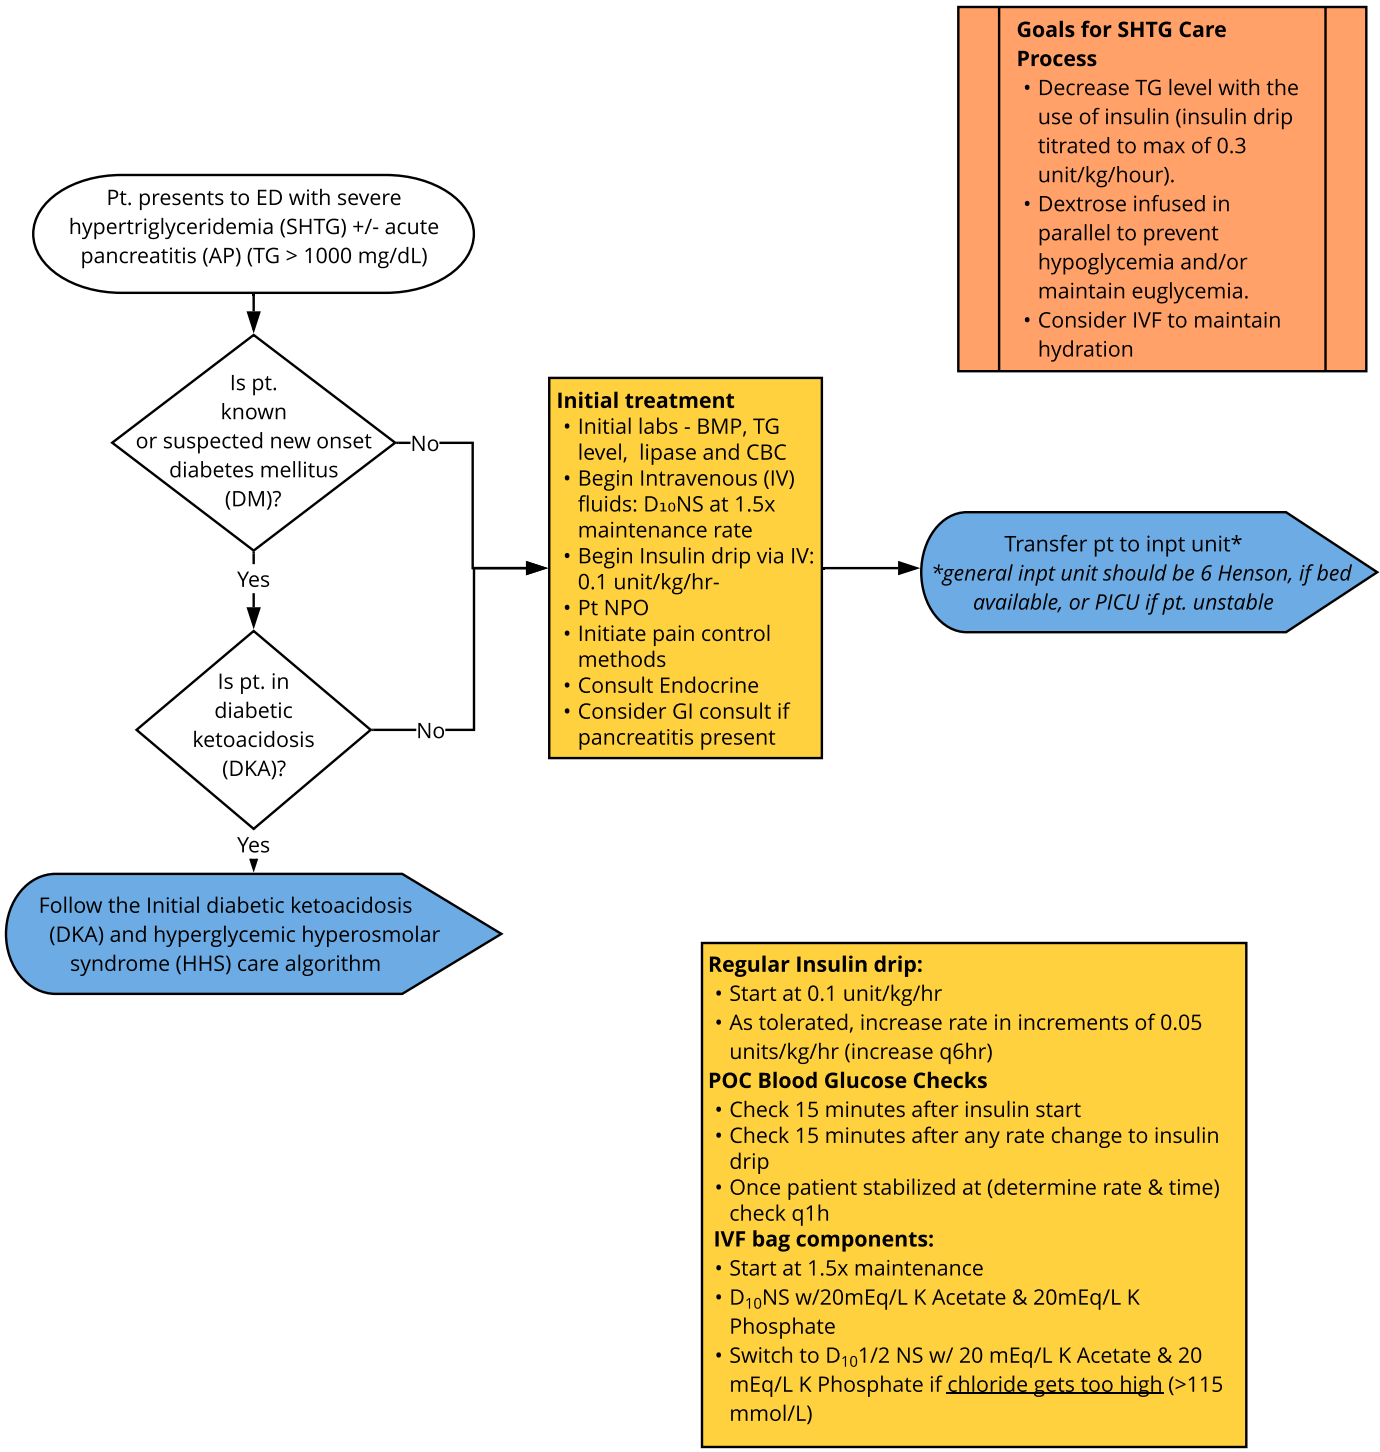 Goals for SHTG Care
Process
• Decrease TG level with the
use of insulin (insulin drip
titrated to max of 0.3
unit/kg/hour).
• Dextrose infused in
parallel to prevent
hypoglycemia and/or
maintain euglycemia.
• Consider IVF to maintain
hydration
Pt. presents to ED with severe
hypertriglyceridemia (SHTG) +/- acute
pancreatitis (AP) (TG > 1000 mg/dL)
Is pt.
known
or suspected new onset
diabetes mellitus
(DM)?
No
Yes
Is pt. in
diabetic
ketoacidosis
(DKA)?
No
Yes
Follow the Initial diabetic ketoacidosis
(DKA) and hyperglycemic hyperosmolar
syndrome (HHS) care algorithm
Initial treatment
• Initial labs - BMP, TG
level,  lipase and CBC
• Begin Intravenous (IV)
fluids: D₁₀NS at 1.5x
maintenance rate
• Begin Insulin drip via IV:
0.1 unit/kg/hr-
• Pt NPO
• Initiate pain control
methods
• Consult Endocrine
• Consider GI consult if
pancreatitis present
Transfer pt to inpt unit*
*general inpt unit should be 6 Henson, if bed
available, or PICU if pt. unstable
Regular Insulin drip:
• Start at 0.1 unit/kg/hr
• As tolerated, increase rate in increments of 0.05
units/kg/hr (increase q6hr)
POC Blood Glucose Checks
• Check 15 minutes after insulin start
• Check 15 minutes after any rate change to insulin
drip
• Once patient stabilized at (determine rate & time)
check q1h
IVF bag components:
• Start at 1.5x maintenance
• D₁₀NS w/20mEq/L K Acetate & 20mEq/L K
Phosphate
• Switch to D₁₀1/2 NS w/ 20 mEq/L K Acetate & 20
mEq/L K Phosphate if chloride gets too high (>115
mmol/L)